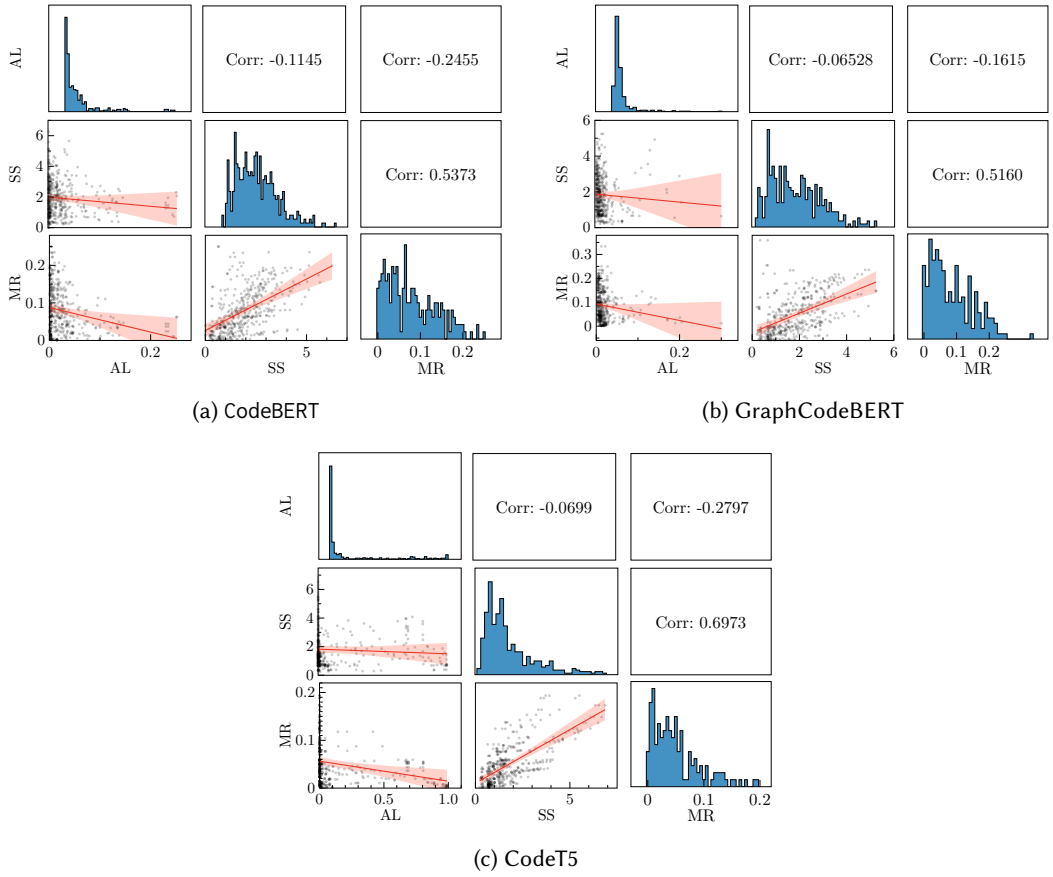 AL
Corr: -0.1145
Corr: -0.2455
SS
6
4
2
0
Corr: 0.5373
MR
0.2
0.1
0
0
0.2
AL
0
5
SS
0
0.1
0.2
MR
(a) CodeBERT
AL
Corr: -0.06528
Corr: -0.1615
SS
6
4
2
0
Corr: 0.5160
MR
0.3
0.2
0.1
0
0
0.2
AL
2
4
6
SS
0
0.1
0.2
MR
(b) GraphCodeBERT
AL
Corr: -0.0699
Corr: -0.2797
SS
6
4
2
0
Corr: 0.6973
MR
0.2
0.1
0
0
0.5
1.0
AL
5
SS
0
0.1
0.2
MR
(c) CodeT5